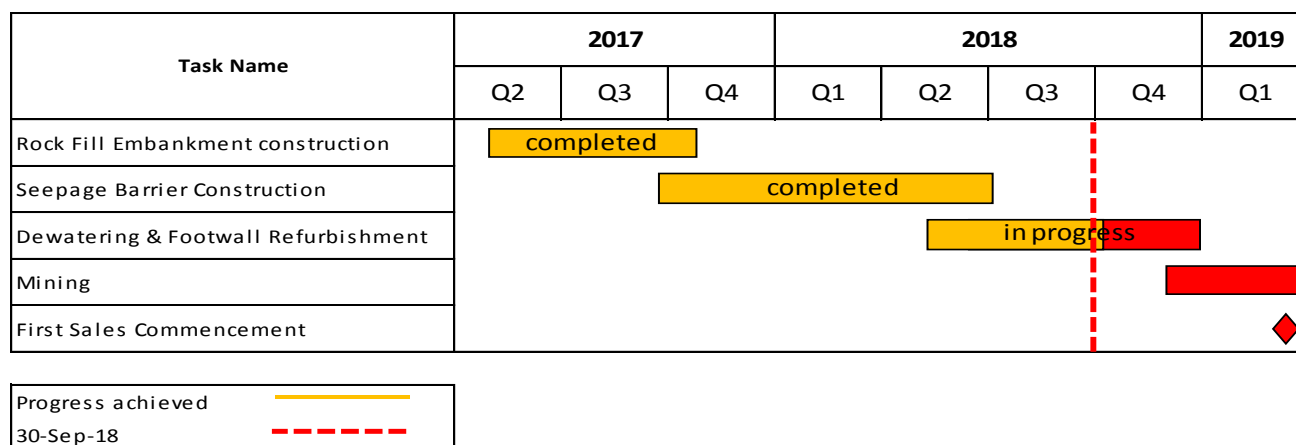 Task Name 2017 2018 2019
Q2 Q3 Q4 Q1 Q2 Q3 Q4 Q1
Rock Fill Embankment construction completed
Seepage Barrier Construction completed
Dewatering & Footwall Refurbishment in progress
Mining
First Sales Commencement
Progress achieved
30-Sep-18